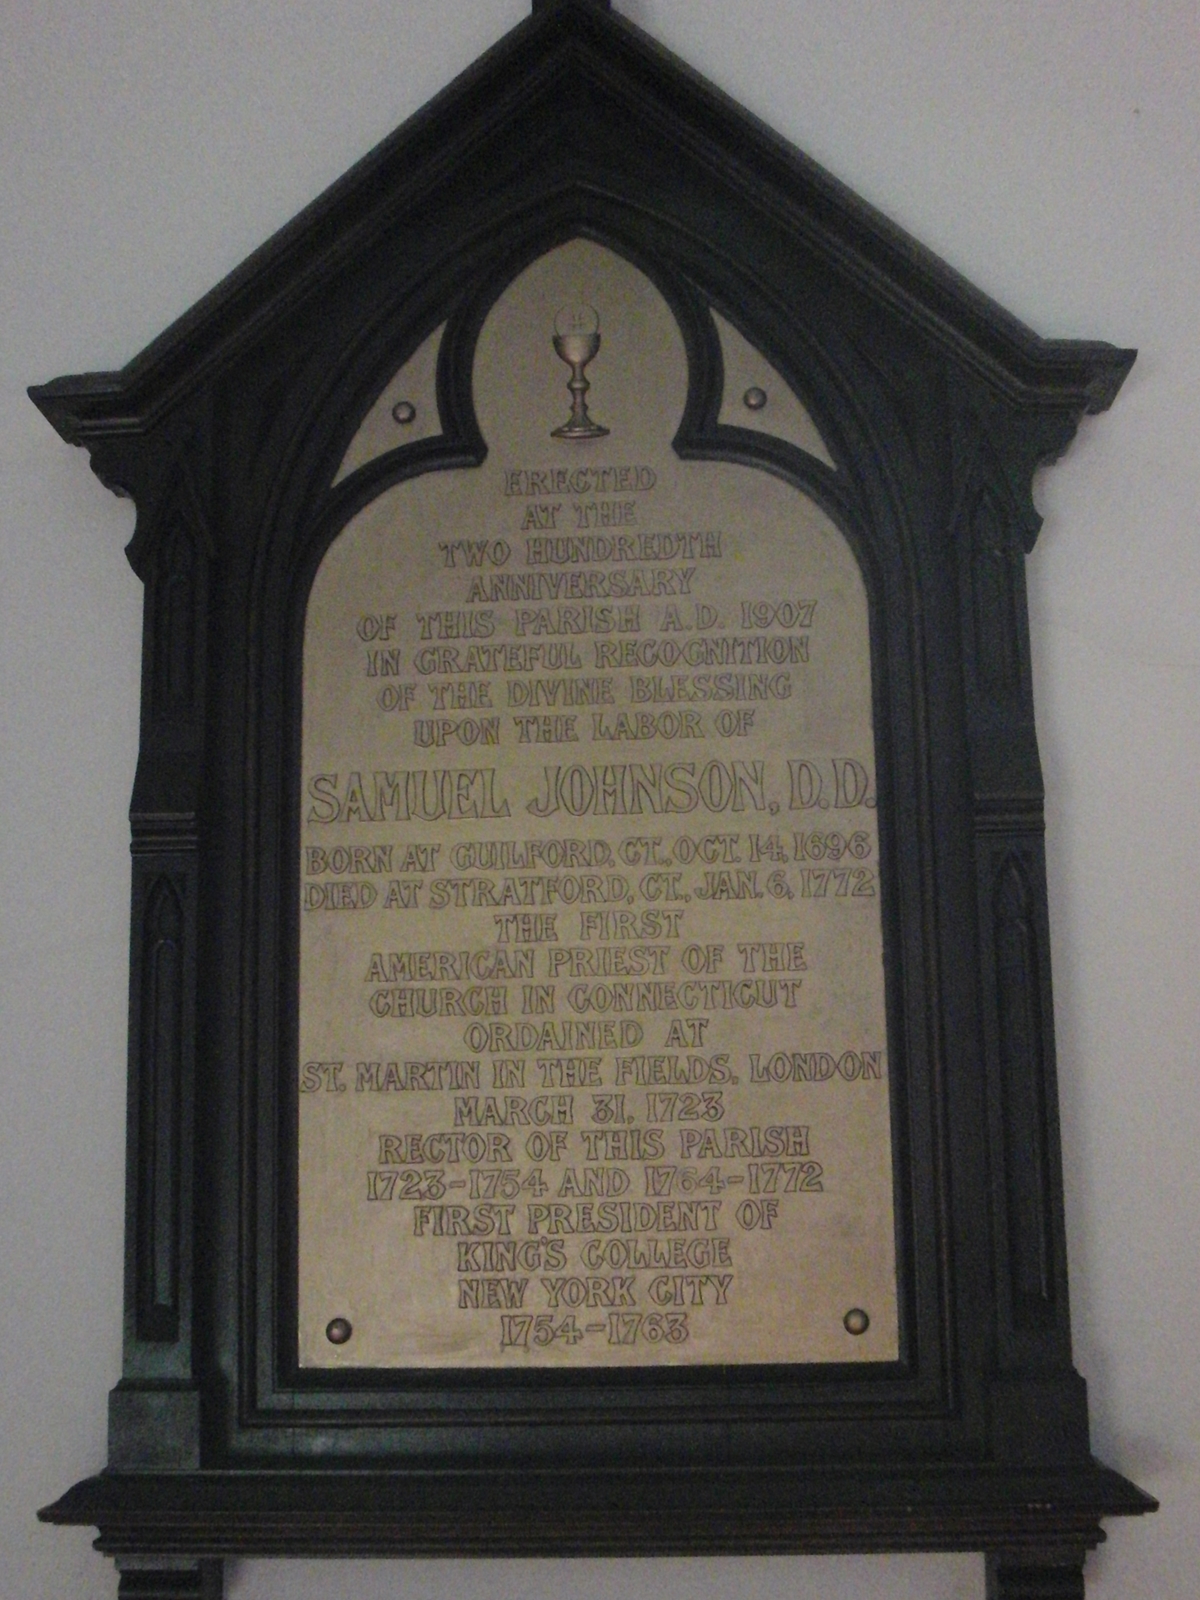 ERECTED
AT THE
TWO HUNDREDTH
ANNIVERSARY
OF THIS PARISH A.D. 1907
IN GRATEFUL RECOGNITION
OF THE DIVINE BLESSING
UPON THE LABOR OF
SAMUEL JOHNSON, D.D.
BORN AT GUILFORD, CT., OCT. 14, 1696
DIED AT STRATFORD, CT., JAN. 6, 1772
THE FIRST
AMERICAN PRIEST OF THE
CHURCH IN CONNECTICUT
ORDAINED AT
ST. MARTIN IN THE FIELDS, LONDON
MARCH 31, 1723
RECTOR OF THIS PARISH
1723-1754 AND 1764-1772
FIRST PRESIDENT OF
KING'S COLLEGE
NEW YORK CITY
1754-1763